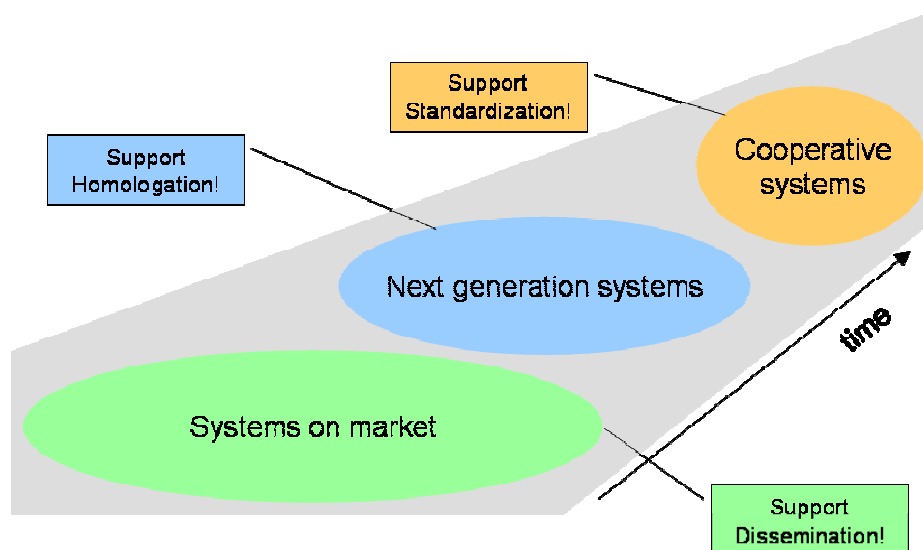 Support
Standardization!
Cooperative
systems
Support
Homologation!
Next generation systems
time
Systems on market
Support
Dissemination!